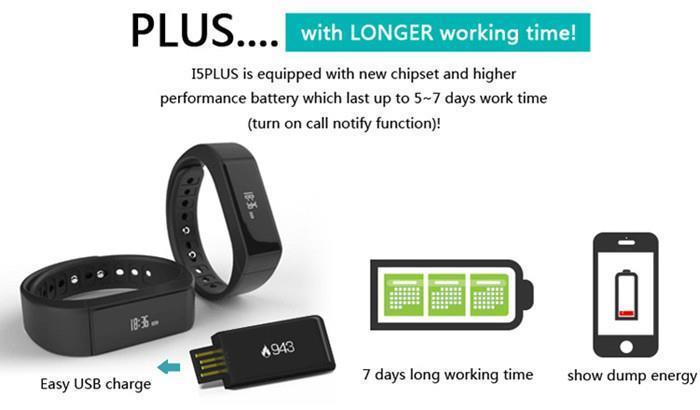 PLUS.... with LONGER working time!
I5PLUS is equipped with new chipset and higher
performance battery which last up to 5~7 days work time
(turn on call notify function)!
18:36
18:36
943
Easy USB charge
7 days long working time
show dump energy